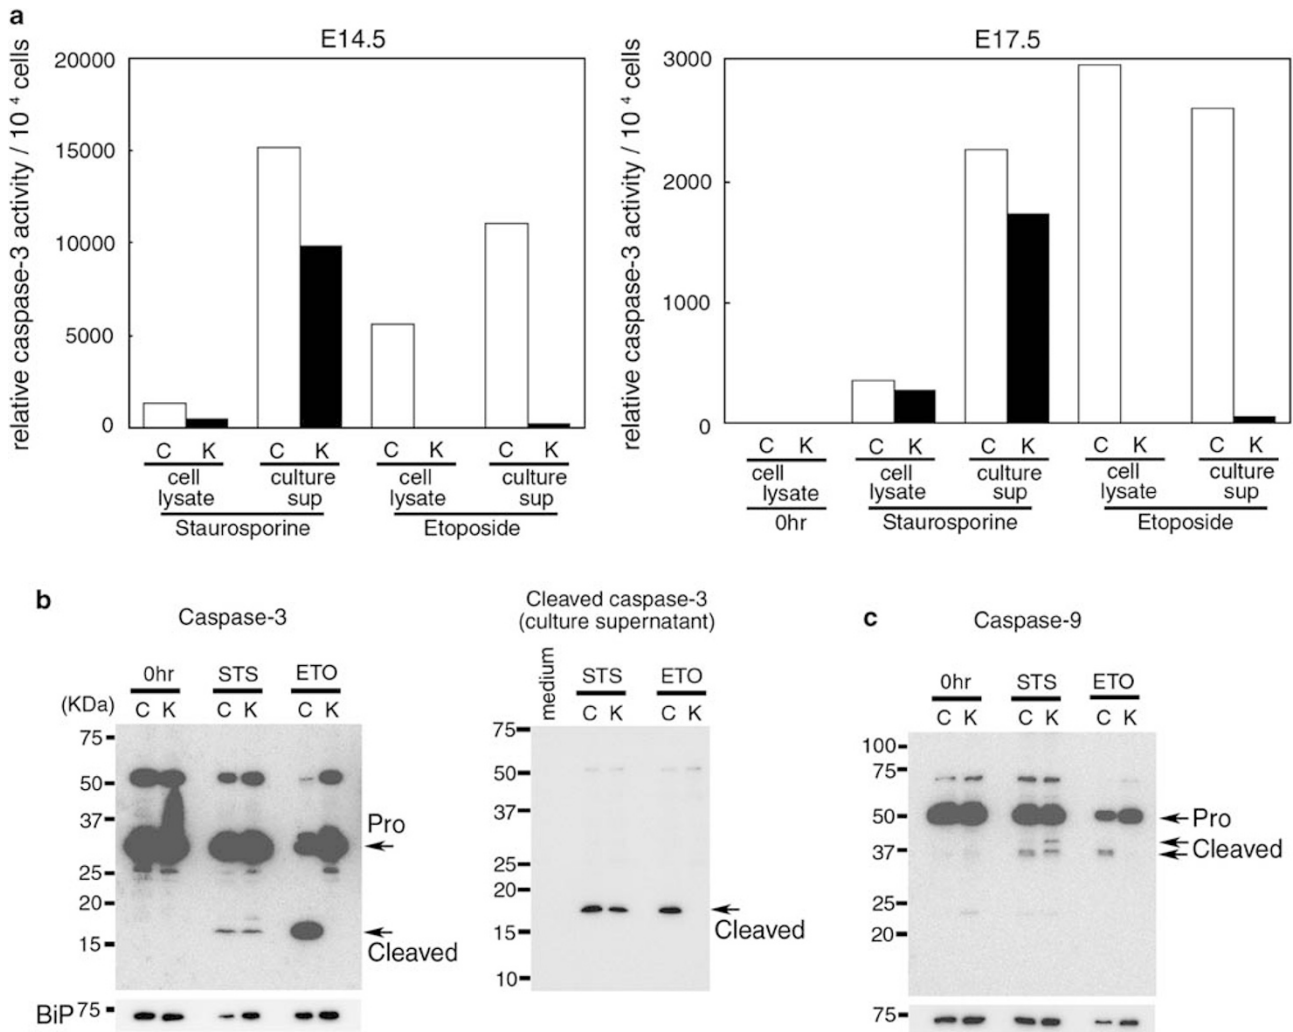 a
E14.5
relative caspase-3 activity / 10 4 cells
20000
15000
10000
5000
0
C K C K C K C K
cell lysate
culture sup
cell lysate
culture sup
Staurosporine
Etoposide
E17.5
relative caspase-3 activity / 10 4 cells
3000
2000
1000
0
C K C K C K C K C K
cell lysate
cell lysate
culture sup
cell lysate
culture sup
0hr
Staurosporine
Etoposide
b
Caspase-3
0hr STS ETO
(KDa) C K C K C K
75
50
37
25
20
15
Pro
Cleaved
BiP 75
Cleaved caspase-3
(culture supernatant)
medium
STS ETO
C K C K
75
50
37
25
20
15
10
Cleaved
c
Caspase-9
0hr STS ETO
C K C K C K
100
75
50
37
25
20
Pro
Cleaved
75